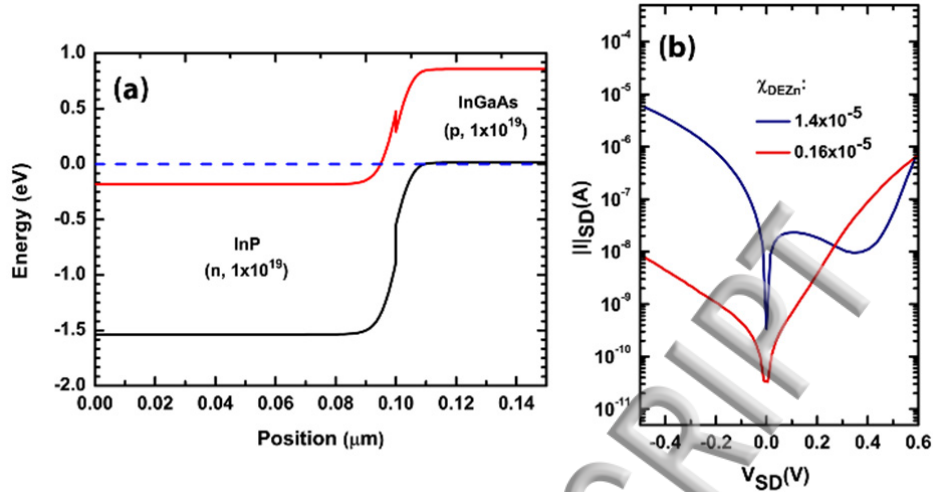 (a)
1.0
0.5
0.0
-0.5
-1.0
-1.5
-2.0
Energy (eV)
InGaAs
(p, 1x10¹⁹)
InP
(n, 1x10¹⁹)
0.00 0.02 0.04 0.06 0.08 0.10 0.12 0.14
Position (μm)
(b)
10⁻⁴
10⁻⁵
10⁻⁶
10⁻⁷
10⁻⁸
10⁻⁹
10⁻¹⁰
10⁻¹¹
|I|SD(A)
χDEZn:
1.4x10⁻⁵
0.16x10⁻⁵
-0.4 -0.2 0.0 0.2 0.4 0.6
VSD(V)
CRIPT